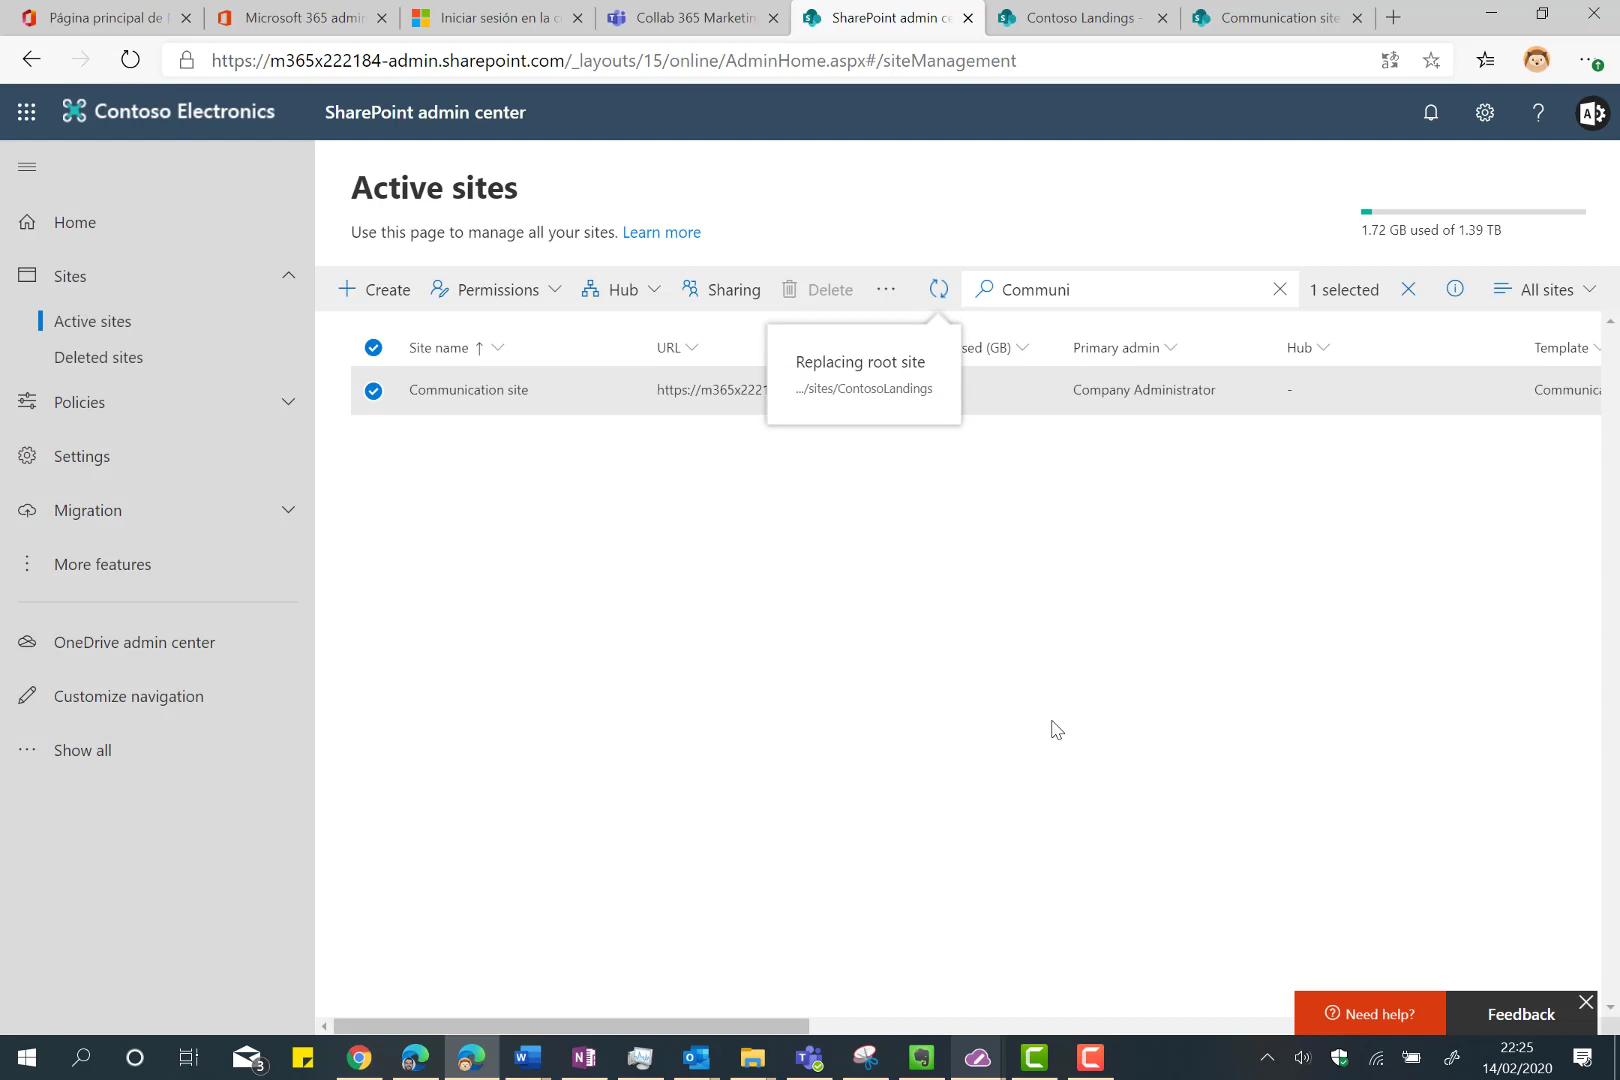 Página principal de
Microsoft 365 admin
Iniciar sesión en la c
Collab 365 Marketin
SharePoint admin ce
Contoso Landings -
Communication site
https://m365x222184-admin.sharepoint.com/_layouts/15/online/AdminHome.aspx#/siteManagement
Contoso Electronics
SharePoint admin center
Home
Sites
Active sites
Deleted sites
Policies
Settings
Migration
More features
OneDrive admin center
Customize navigation
Show all
Active sites
Use this page to manage all your sites. Learn more
1.72 GB used of 1.39 TB
Create Permissions Hub Sharing Delete Communi 1 selected All sites
Site name URL sed (GB) Primary admin Hub Template
Communication site https://m365x2221 Company Administrator - Communica
Replacing root site
.../sites/ContosoLandings
Need help?
Feedback
3
22:25
14/02/2020